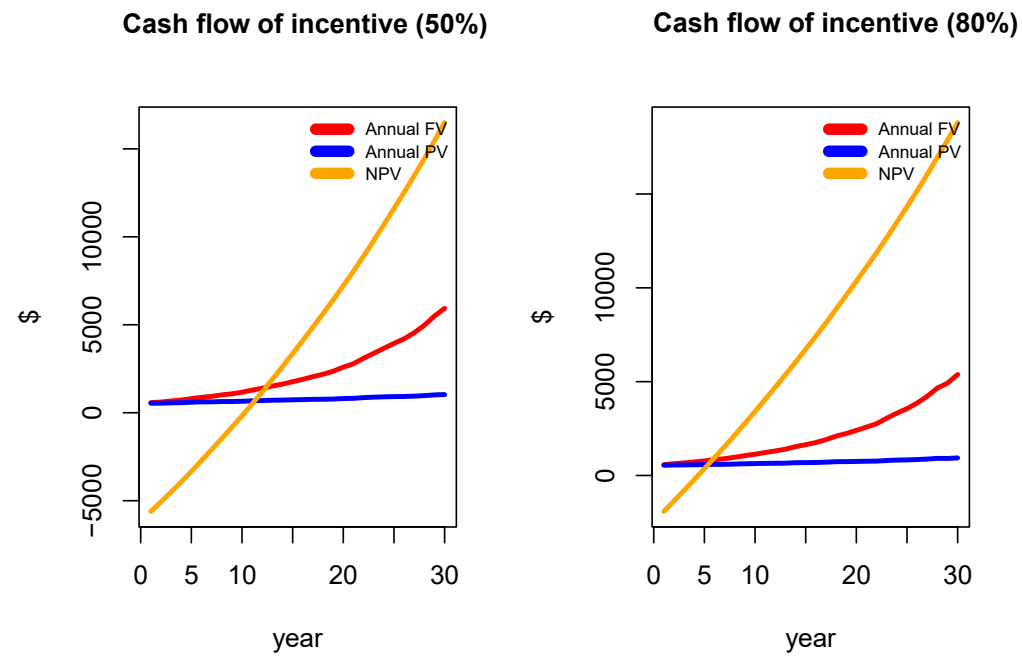 Cash flow of incentive (50%)
Annual FV
Annual PV
NPV
$
−5000
0
5000
10000
0
5
10
20
30
year
Cash flow of incentive (80%)
Annual FV
Annual PV
NPV
$
0
5000
10000
0
5
10
20
30
year